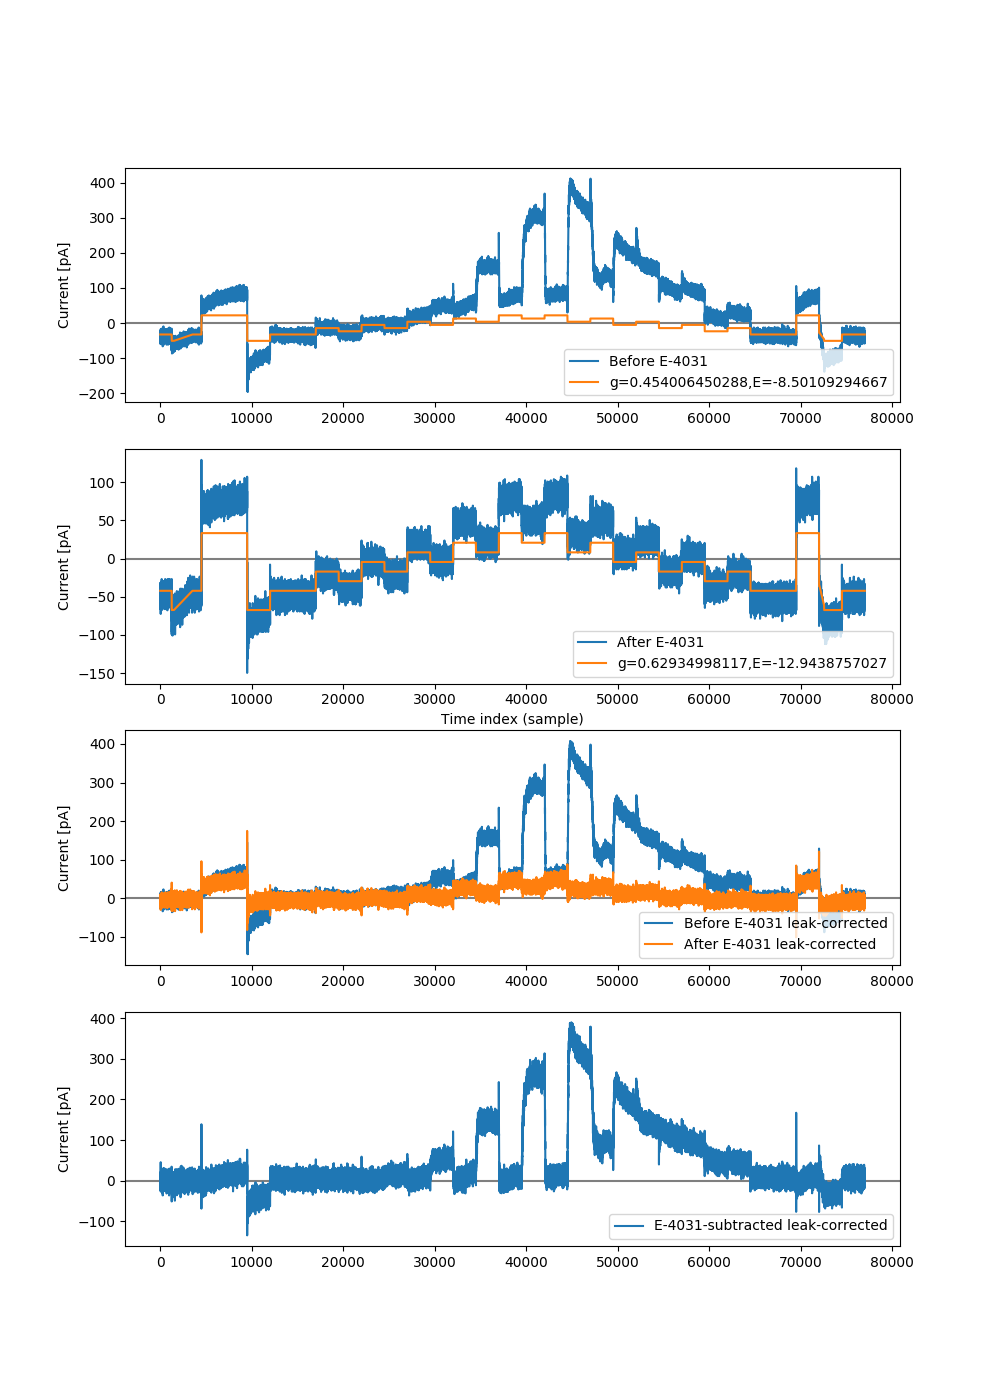 400
300
200
100
0
−100
−200
Current [pA]
Before E-4031
g=0.454006450288,E=-8.50109294667
0 10000 20000 30000 40000 50000 60000 70000 80000
100
50
0
−50
−100
−150
Current [pA]
After E-4031
g=0.62934998117,E=-12.9438757027
0 10000 20000 30000 40000 50000 60000 70000 80000
Time index (sample)
400
300
200
100
0
−100
Current [pA]
Before E-4031 leak-corrected
After E-4031 leak-corrected
0 10000 20000 30000 40000 50000 60000 70000 80000
400
300
200
100
0
−100
Current [pA]
E-4031-subtracted leak-corrected
0 10000 20000 30000 40000 50000 60000 70000 80000